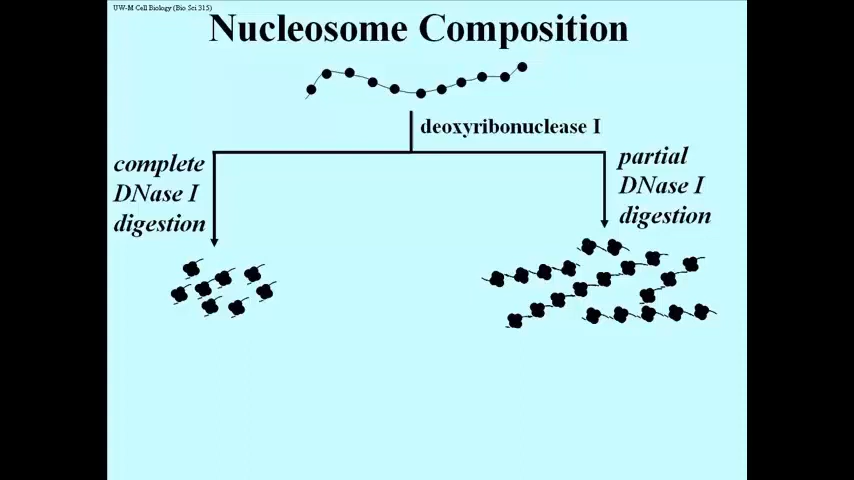 UW-M Cell Biology (Bio Sci 315)
Nucleosome Composition
deoxyribonuclease I
complete
DNase I
digestion
partial
DNase I
digestion